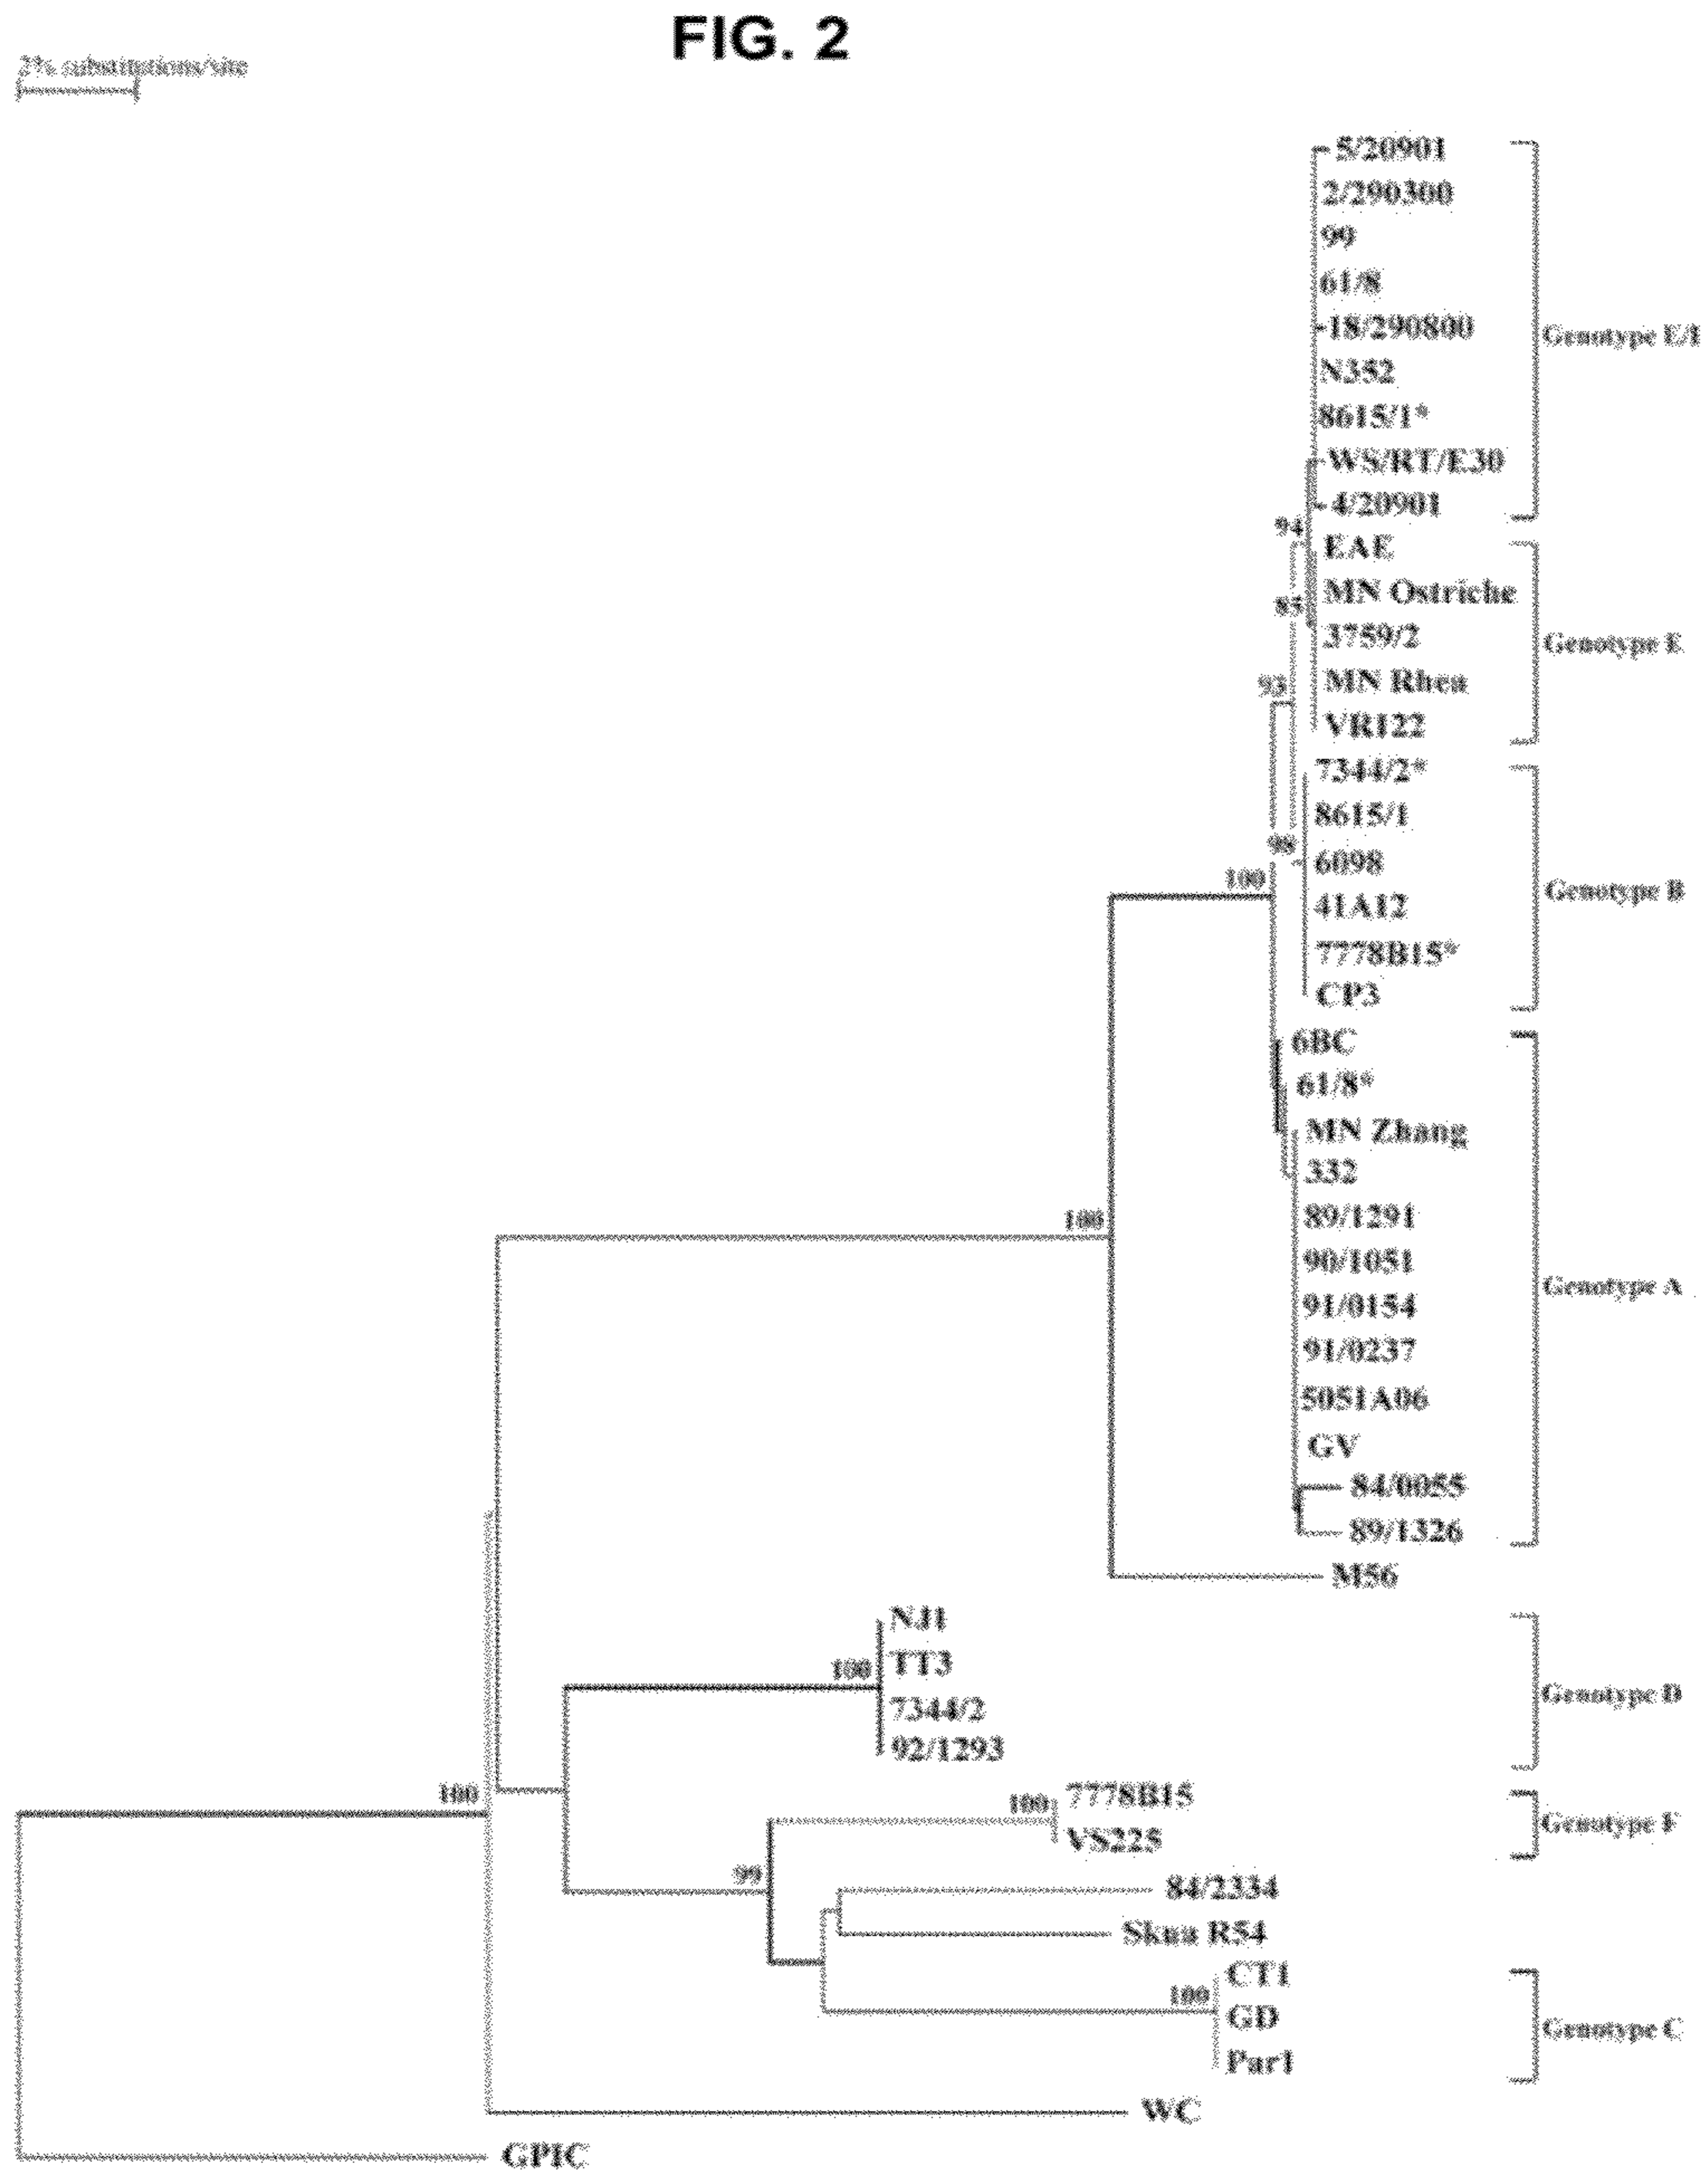 FIG. 2
2% substitutions/site
5/20901
2/290300
99
61/8
18/290800
Genotype E/I
N352
8615/1*
WS/RT/E30
4/20901
94
EAE
MN Ostriche
85
3759/2
Genotype E
MN Rhea
93
VR122
7344/2*
8615/1
98
6098
100
Genotype B
41A12
7778B15*
CP3
6BC
61/8*
MN Zhang
332
100
89/1291
90/1051
Genotype A
91/0154
91/0237
5051A06
GV
84/0055
89/1326
M56
NJ1
100
TT3
Genotype D
7344/2
92/1293
100
7778B15
100
Genotype F
VS225
99
84/2334
Skua R54
CT1
100
GD
Genotype C
Par1
WC
GPIC